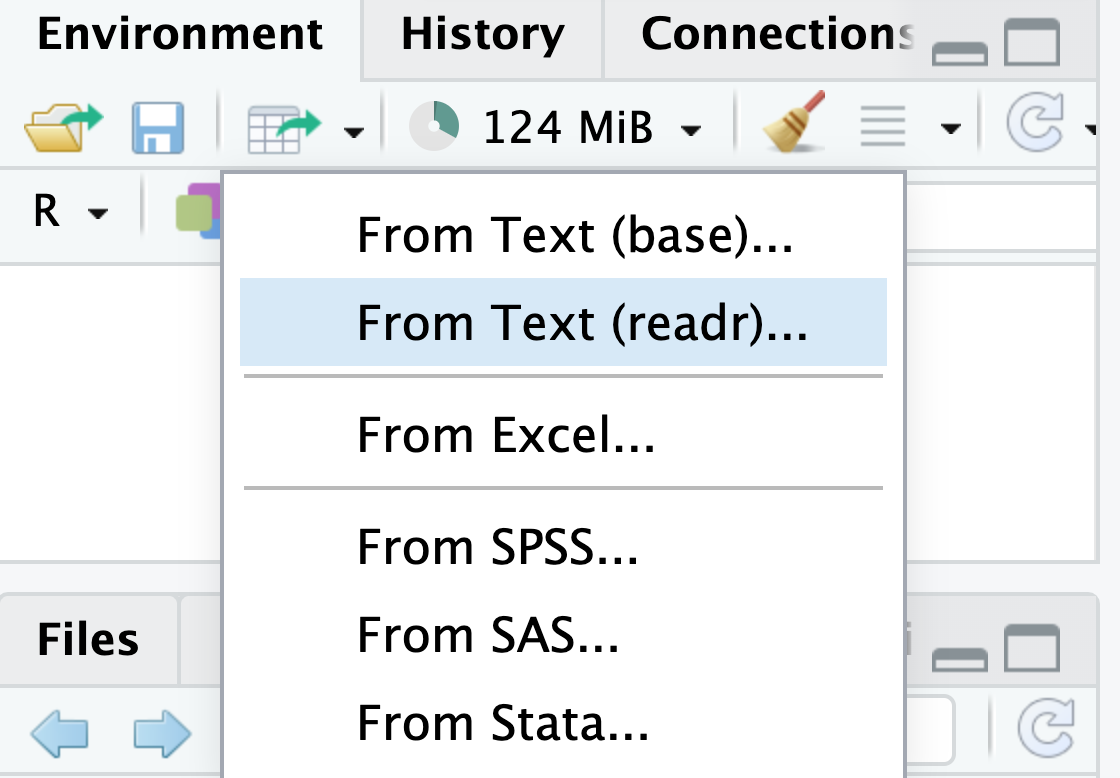 Environment History Connections
124 MiB
R
From Text (base)...
From Text (readr)...
From Excel...
From SPSS...
From SAS...
From Stata...
Files